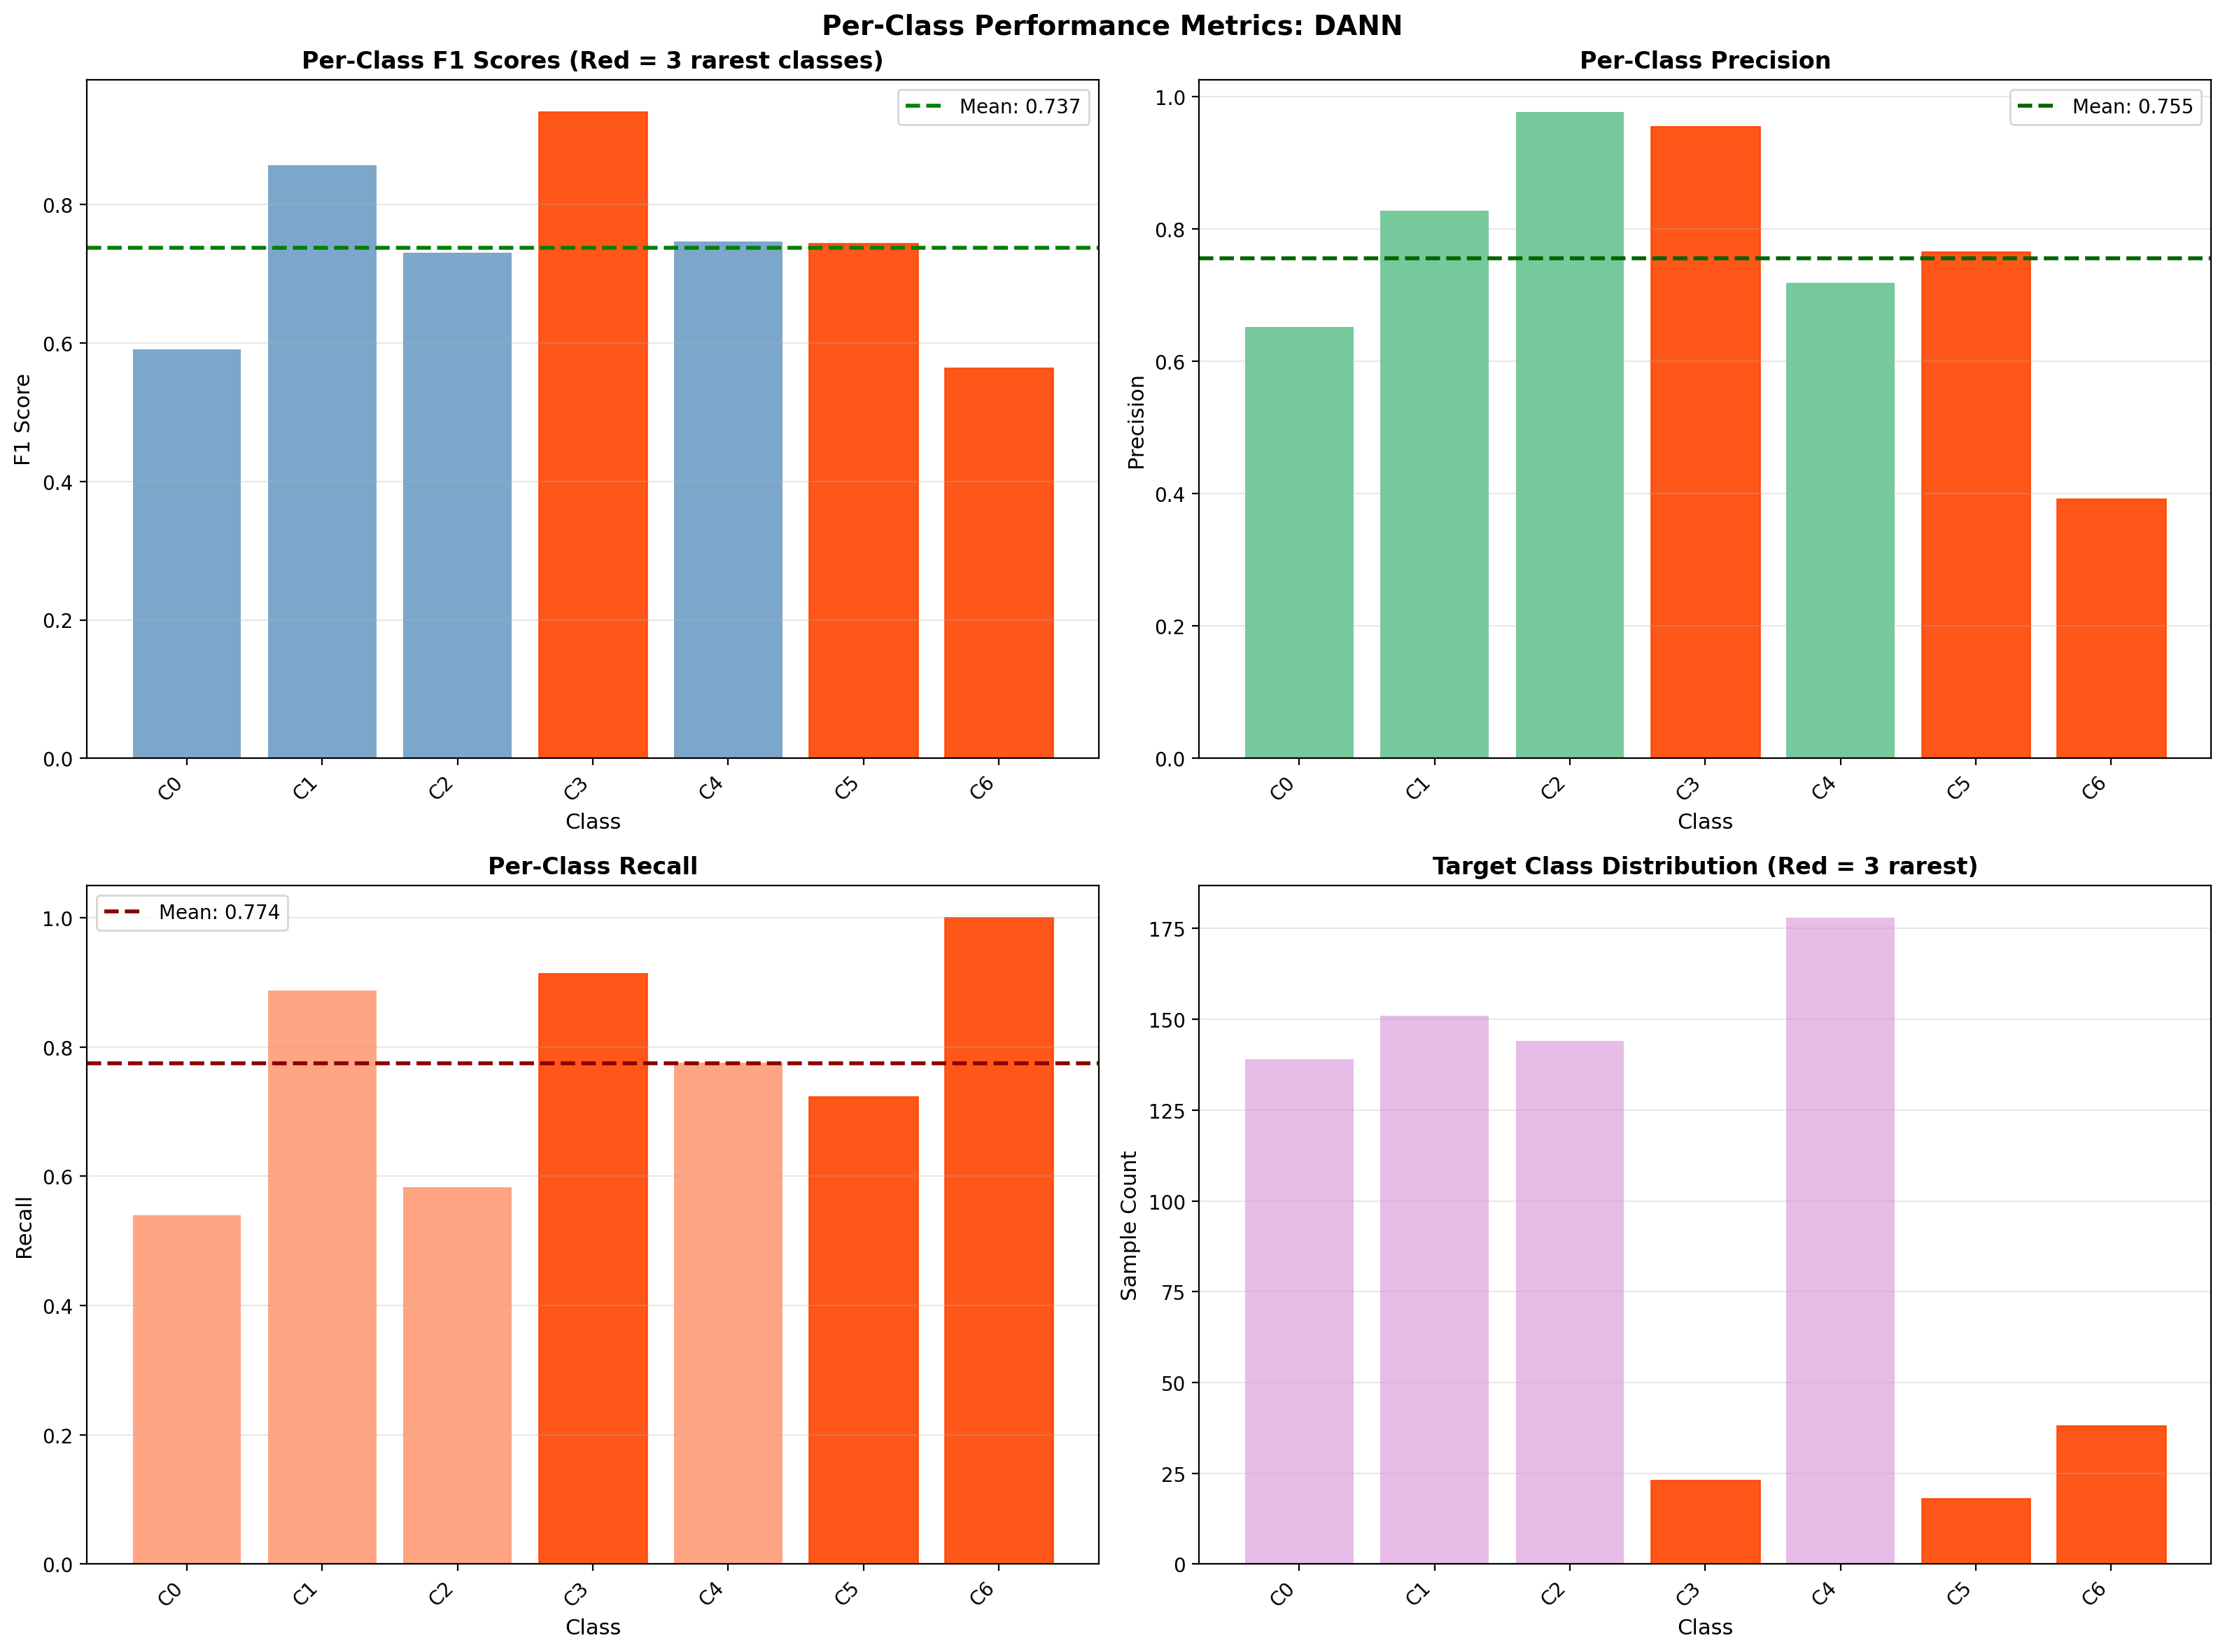 Per-Class Performance Metrics: DANN
Per-Class F1 Scores (Red = 3 rarest classes)
Mean: 0.737
F1 Score
0.8
0.6
0.4
0.2
0.0
C0 C1 C2 C3 C4 C5 C6
Class
Per-Class Precision
Mean: 0.755
Precision
1.0
0.8
0.6
0.4
0.2
0.0
C0 C1 C2 C3 C4 C5 C6
Class
Per-Class Recall
Mean: 0.774
Recall
1.0
0.8
0.6
0.4
0.2
0.0
C0 C1 C2 C3 C4 C5 C6
Class
Target Class Distribution (Red = 3 rarest)
Sample Count
175
150
125
100
75
50
25
0
C0 C1 C2 C3 C4 C5 C6
Class